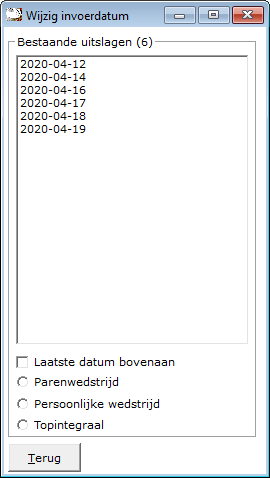 Wijzig invoerdatum
Bestaande uitslagen (6)
2020-04-12
2020-04-14
2020-04-16
2020-04-17
2020-04-18
2020-04-19
Laatste datum bovenaan
Parenwedstrijd
Persoonlijke wedstrijd
Topintegraal
Terug